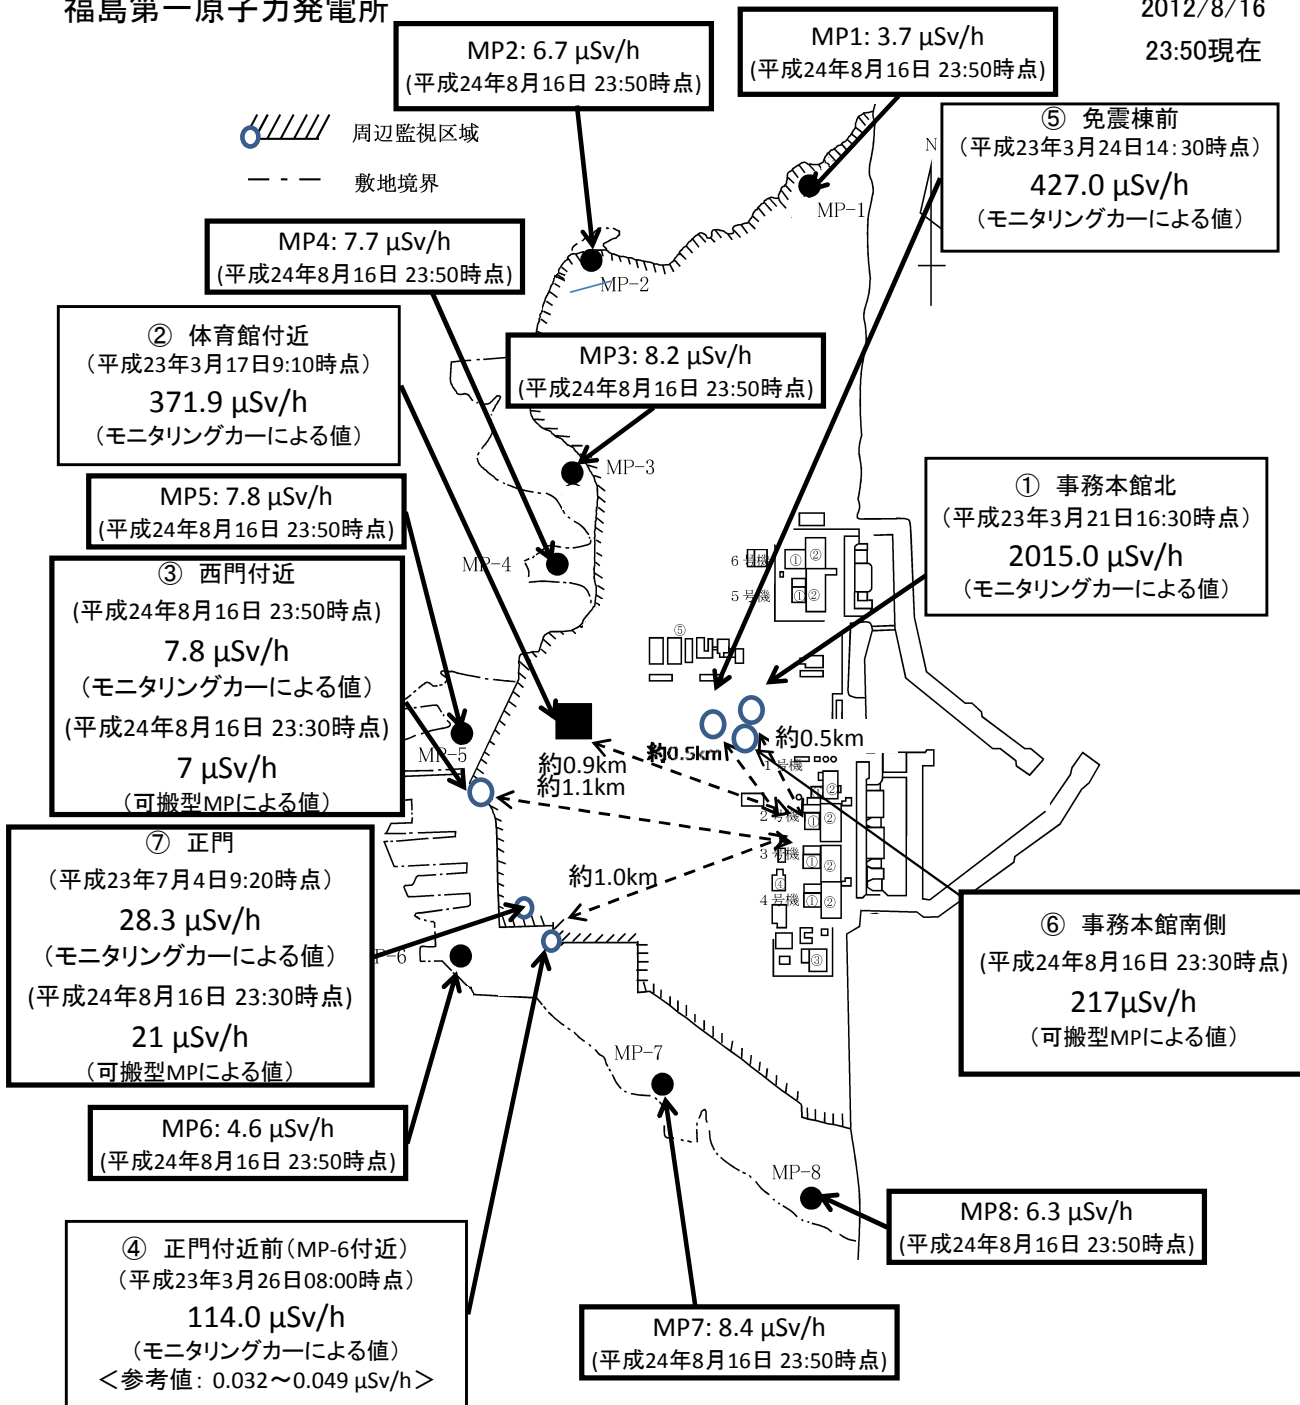 福島第一原子力発電所
2012/8/16
23:50現在
MP2: 6.7 μSv/h
(平成24年8月16日 23:50時点)
MP1: 3.7 μSv/h
(平成24年8月16日 23:50時点)
周辺監視区域
敷地境界
⑤ 免震棟前
(平成23年3月24日14:30時点)
427.0 μSv/h
(モニタリングカーによる値)
N
MP-1
MP4: 7.7 μSv/h
(平成24年8月16日 23:50時点)
MP-2
② 体育館付近
(平成23年3月17日9:10時点)
371.9 μSv/h
(モニタリングカーによる値)
MP3: 8.2 μSv/h
(平成24年8月16日 23:50時点)
MP-3
MP5: 7.8 μSv/h
(平成24年8月16日 23:50時点)
① 事務本館北
(平成23年3月21日16:30時点)
2015.0 μSv/h
(モニタリングカーによる値)
MP-4
6号機
①
②
5号機
①
②
③ 西門付近
(平成24年8月16日 23:50時点)
7.8 μSv/h
(モニタリングカーによる値)
(平成24年8月16日 23:30時点)
7 μSv/h
(可搬型MPによる値)
⑤
MP-5
約0.9km
約1.1km
約0.5km
約0.5km
1号機
②
2号機
①
②
3号機
①
②
④
4号機
①
②
③
約1.0km
⑦ 正門
(平成23年7月4日9:20時点)
28.3 μSv/h
(モニタリングカーによる値)
(平成24年8月16日 23:30時点)
21 μSv/h
(可搬型MPによる値)
P-6
⑥ 事務本館南側
(平成24年8月16日 23:30時点)
217μSv/h
(可搬型MPによる値)
MP-7
MP6: 4.6 μSv/h
(平成24年8月16日 23:50時点)
MP-8
MP8: 6.3 μSv/h
(平成24年8月16日 23:50時点)
④ 正門付近前(MP-6付近)
(平成23年3月26日08:00時点)
114.0 μSv/h
(モニタリングカーによる値)
<参考値: 0.032~0.049 μSv/h>
MP7: 8.4 μSv/h
(平成24年8月16日 23:50時点)